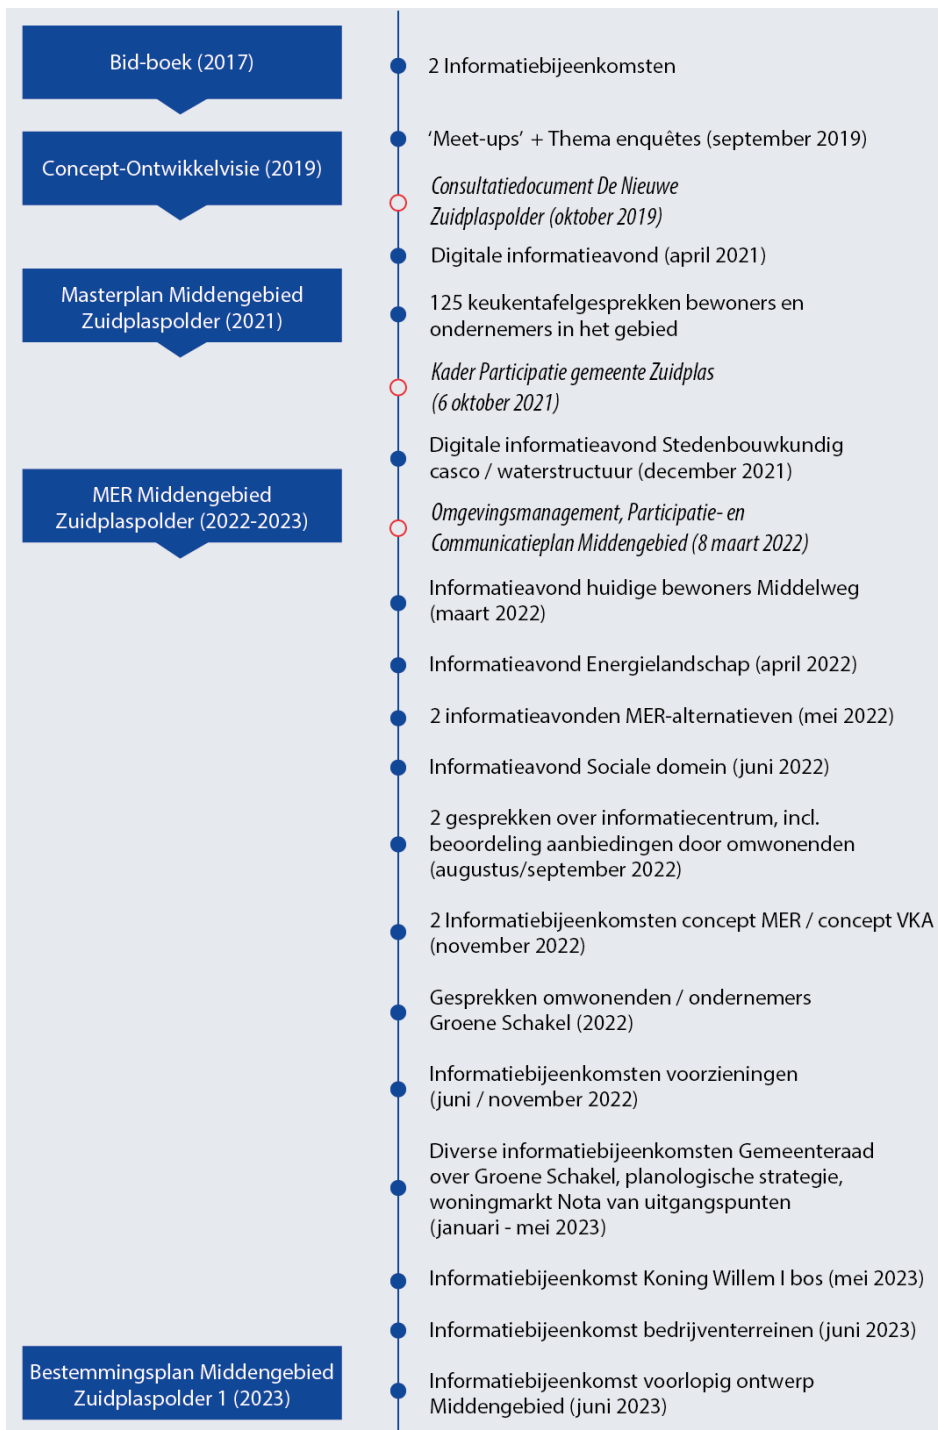 Bid-boek (2017)
2 Informatiebijeenkomsten
‘Meet-ups’ + Thema enquêtes (september 2019)
Concept-Ontwikkelvisie (2019)
Consultatiedocument De Nieuwe
Zuidplaspolder (oktober 2019)
Digitale informatieavond (april 2021)
Masterplan Middengebied
Zuidplaspolder (2021)
125 keukentafelgesprekken bewoners en
ondernemers in het gebied
Kader Participatie gemeente Zuidplas
(6 oktober 2021)
Digitale informatieavond Stedenbouwkundig
casco / waterstructuur (december 2021)
MER Middengebied
Zuidplaspolder (2022-2023)
Omgevingsmanagement, Participatie- en
Communicatieplan Middengebied (8 maart 2022)
Informatieavond huidige bewoners Middelweg
(maart 2022)
Informatieavond Energielandschap (april 2022)
2 informatieavonden MER-alternatieven (mei 2022)
Informatieavond Sociale domein (juni 2022)
2 gesprekken over informatiecentrum, incl.
beoordeling aanbiedingen door omwonenden
(augustus/september 2022)
2 Informatiebijeenkomsten concept MER / concept VKA
(november 2022)
Gesprekken omwonenden / ondernemers
Groene Schakel (2022)
Informatiebijeenkomsten voorzieningen
(juni / november 2022)
Diverse informatiebijeenkomsten Gemeenteraad
over Groene Schakel, planologische strategie,
woningmarkt Nota van uitgangspunten
(januari - mei 2023)
Informatiebijeenkomst Koning Willem I bos (mei 2023)
Informatiebijeenkomst bedrijventerreinen (juni 2023)
Bestemmingsplan Middengebied
Zuidplaspolder 1 (2023)
Informatiebijeenkomst voorlopig ontwerp
Middengebied (juni 2023)